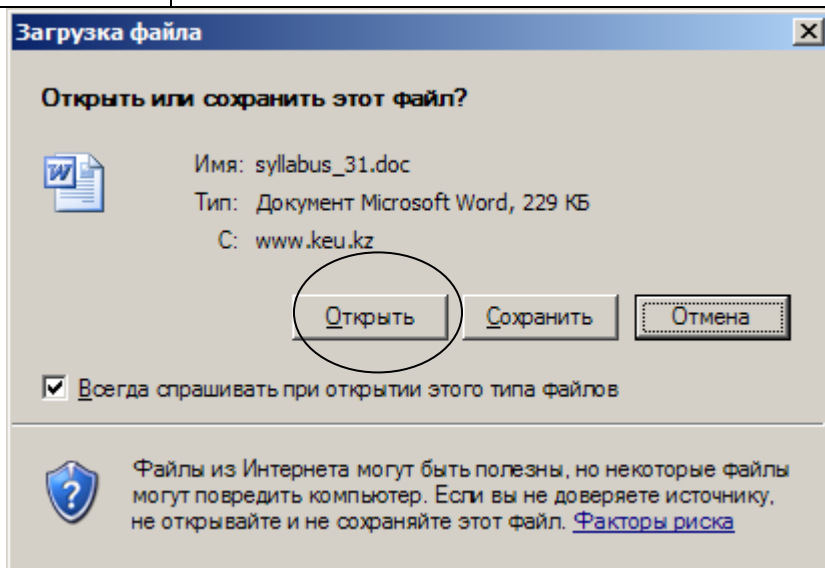 Загрузка файла
Открыть или сохранить этот файл?
Имя: syllabus_31.doc
Тип: Документ Microsoft Word, 229 КБ
С: www.keu.kz
Открыть Сохранить Отмена
Всегда спрашивать при открытии этого типа файлов
Файлы из Интернета могут быть полезны, но некоторые файлы
могут повредить компьютер. Если вы не доверяете источнику,
не открывайте и не сохраняйте этот файл. Факторы риска